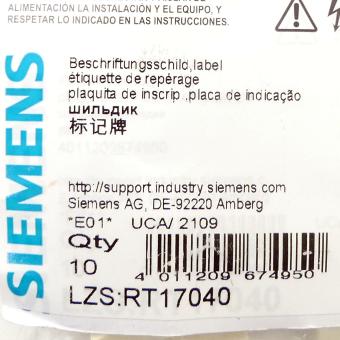 ALIMENTACIÓN LA INSTALACIÓN Y EL EQUIPO, Y
RESPETAR LO INDICADO EN LAS
SIEMENS
Beschriftungsschild,label
étiquette de repérage
plaquita de inscrip.,placa de indicação
шильдик
标记牌
http://support.industry.siemens.com
Siemens AG, DE-92220 Amberg
*E01* UCA/ 2109
Qty
10
4 011209 674950
LZS:RT17040